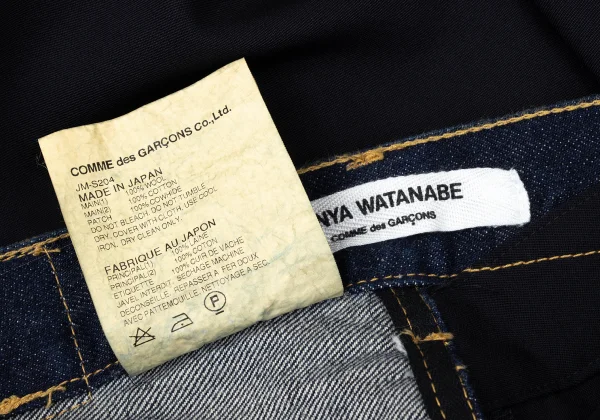 COMME des GARÇONS Co.,Ltd.
JM-S204
MADE IN JAPAN
MAIN(1) 100% WOOL
MAIN(2) 100% COTTON
PATCH 100% COWHIDE
DO NOT BLEACH. DO NOT TUMBLE
DRY. COVER WITH CLOTH, USE COOL
IRON. DRY CLEAN ONLY.
FABRIQUE AU JAPON
PRINCIPAL(1) 100% LAINE
PRINCIPAL(2) 100% COTON
ETIQUETTE 100% CUIR DE VACHE
JAVEL INTERDIT SECHAGE MACHINE
DECONSEILLE. REPASSER A FER DOUX
AVEC PATTEMOUILLE. NETTOYAGE A SEC.
P
NYA WATANABE
COMME des GARÇONS